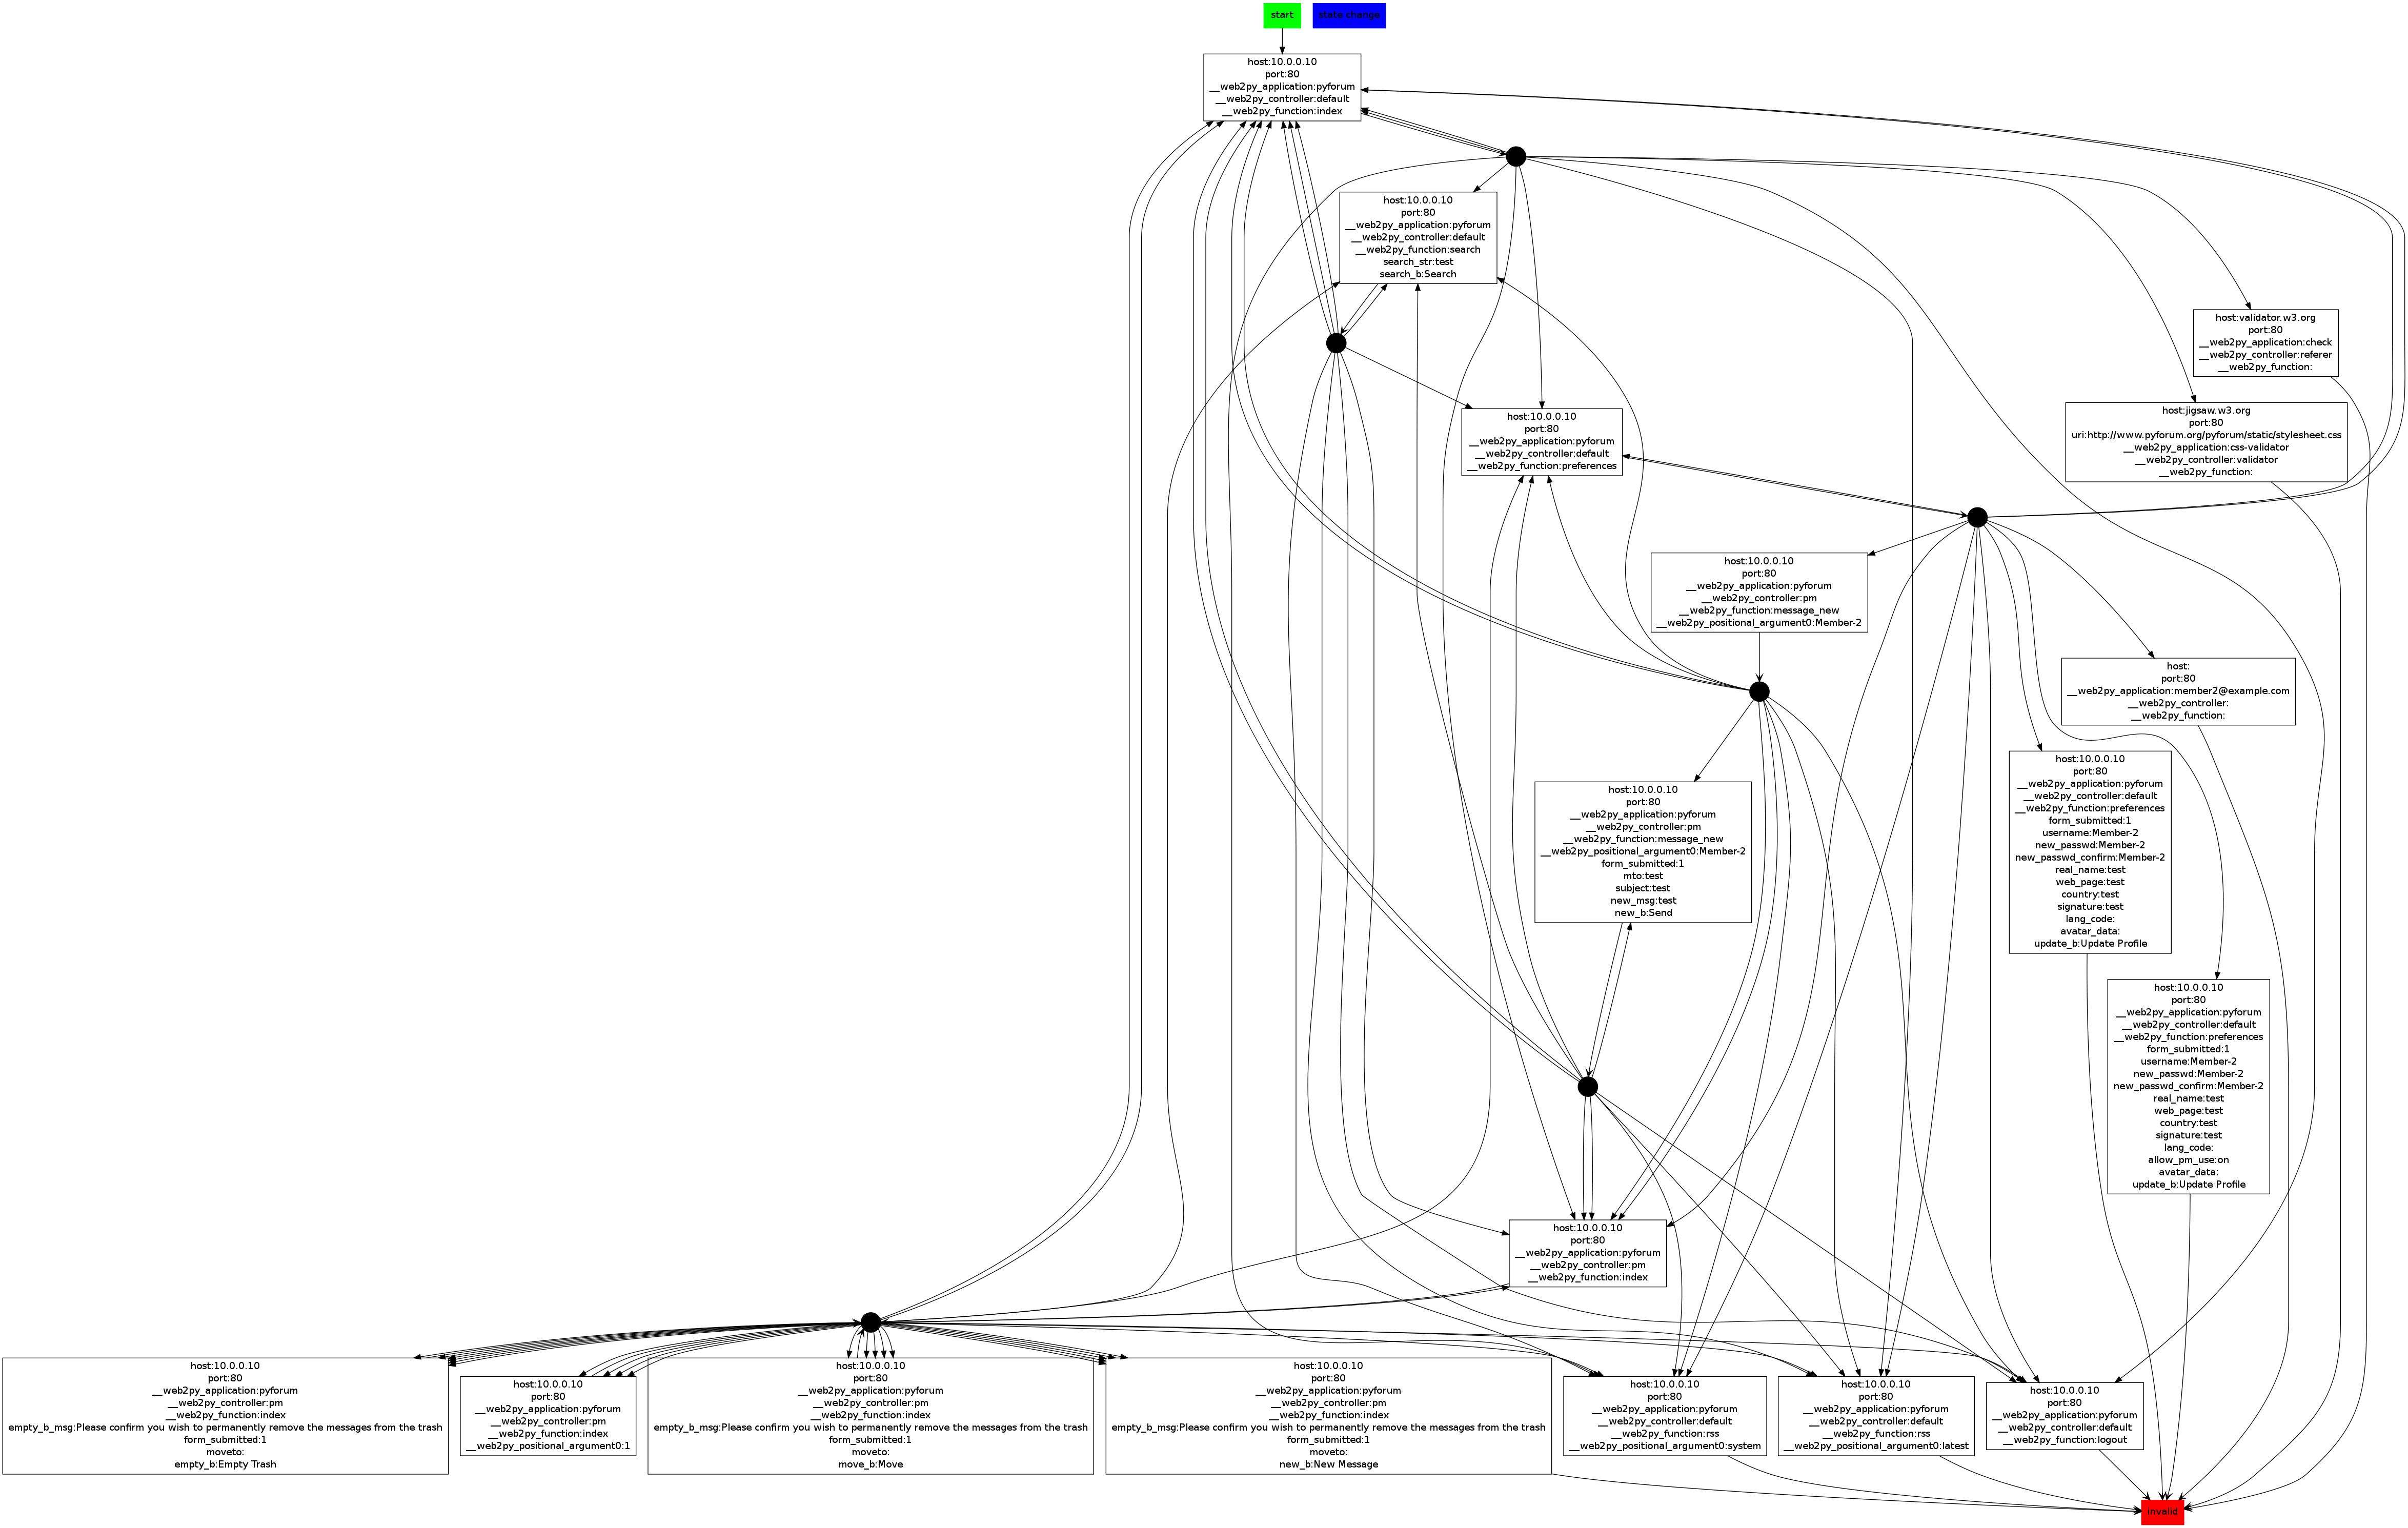 start
state:change
host:10.0.0.10
port:80
__web2py_application:pyforum
__web2py_controller:default
__web2py_function:index
host:10.0.0.10
port:80
__web2py_application:pyforum
__web2py_controller:default
__web2py_function:search
search_str:test
search_b:Search
host:validator.w3.org
port:80
__web2py_application:check
__web2py_controller:referer
__web2py_function:
host:jigsaw.w3.org
port:80
uri:http://www.pyforum.org/pyforum/static/stylesheet.css
__web2py_application:css-validator
__web2py_controller:validator
__web2py_function:
host:10.0.0.10
port:80
__web2py_application:pyforum
__web2py_controller:default
__web2py_function:preferences
host:10.0.0.10
port:80
__web2py_application:pyforum
__web2py_controller:pm
__web2py_function:message_new
__web2py_positional_argument0:Member-2
host:
port:80
__web2py_application:member2@example.com
__web2py_controller:
__web2py_function:
host:10.0.0.10
port:80
__web2py_application:pyforum
__web2py_controller:default
__web2py_function:preferences
form_submitted:1
username:Member-2
new_passwd:Member-2
new_passwd_confirm:Member-2
real_name:test
web_page:test
country:test
signature:test
lang_code:
avatar_data:
update_b:Update Profile
host:10.0.0.10
port:80
__web2py_application:pyforum
__web2py_controller:pm
__web2py_function:message_new
__web2py_positional_argument0:Member-2
form_submitted:1
mto:test
subject:test
new_msg:test
new_b:Send
host:10.0.0.10
port:80
__web2py_application:pyforum
__web2py_controller:default
__web2py_function:preferences
form_submitted:1
username:Member-2
new_passwd:Member-2
new_passwd_confirm:Member-2
real_name:test
web_page:test
country:test
signature:test
lang_code:
allow_pm_use:on
avatar_data:
update_b:Update Profile
host:10.0.0.10
port:80
__web2py_application:pyforum
__web2py_controller:pm
__web2py_function:index
host:10.0.0.10
port:80
__web2py_application:pyforum
__web2py_controller:pm
__web2py_function:index
empty_b_msg:Please confirm you wish to permanently remove the messages from the trash
form_submitted:1
moveto:
empty_b:Empty Trash
host:10.0.0.10
port:80
__web2py_application:pyforum
__web2py_controller:pm
__web2py_function:index
__web2py_positional_argument0:1
host:10.0.0.10
port:80
__web2py_application:pyforum
__web2py_controller:pm
__web2py_function:index
empty_b_msg:Please confirm you wish to permanently remove the messages from the trash
form_submitted:1
moveto:
move_b:Move
host:10.0.0.10
port:80
__web2py_application:pyforum
__web2py_controller:pm
__web2py_function:index
empty_b_msg:Please confirm you wish to permanently remove the messages from the trash
form_submitted:1
moveto:
new_b:New Message
host:10.0.0.10
port:80
__web2py_application:pyforum
__web2py_controller:default
__web2py_function:rss
__web2py_positional_argument0:system
host:10.0.0.10
port:80
__web2py_application:pyforum
__web2py_controller:default
__web2py_function:rss
__web2py_positional_argument0:latest
host:10.0.0.10
port:80
__web2py_application:pyforum
__web2py_controller:default
__web2py_function:logout
invalid